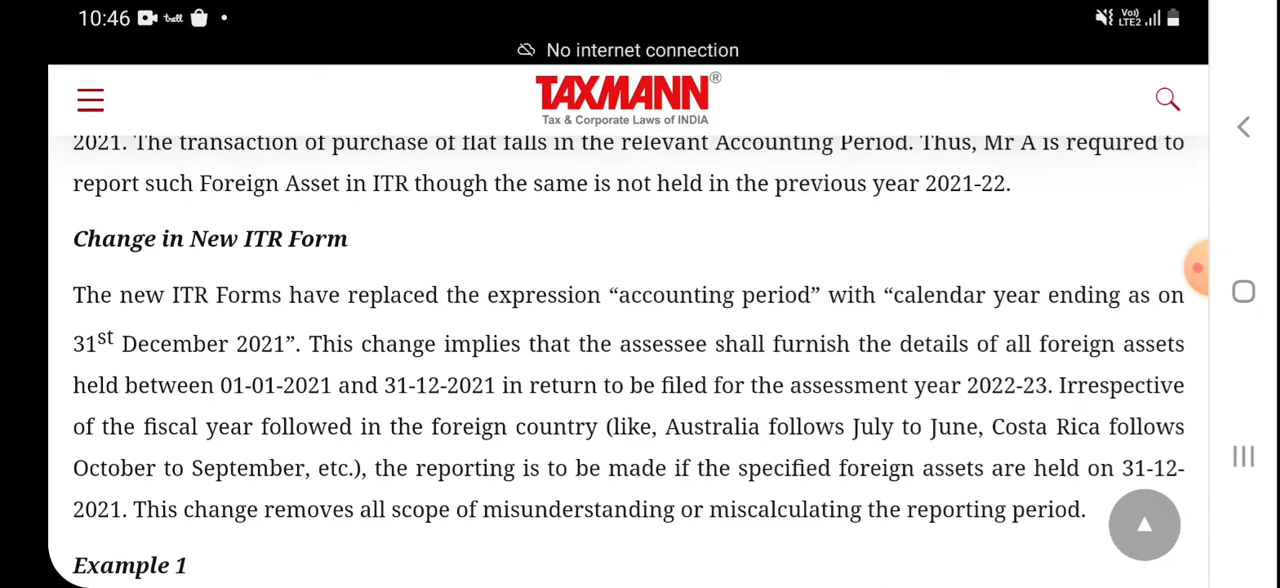 10:46
Vo))
LTE2
No internet connection
TAXMANN®
Tax & Corporate Laws of INDIA
2021. The transaction of purchase of flat falls in the relevant Accounting Period. Thus, Mr A is required to
report such Foreign Asset in ITR though the same is not held in the previous year 2021-22.
Change in New ITR Form
The new ITR Forms have replaced the expression “accounting period” with “calendar year ending as on
31st December 2021”. This change implies that the assessee shall furnish the details of all foreign assets
held between 01-01-2021 and 31-12-2021 in return to be filed for the assessment year 2022-23. Irrespective
of the fiscal year followed in the foreign country (like, Australia follows July to June, Costa Rica follows
October to September, etc.), the reporting is to be made if the specified foreign assets are held on 31-12-
2021. This change removes all scope of misunderstanding or miscalculating the reporting period.
Example 1